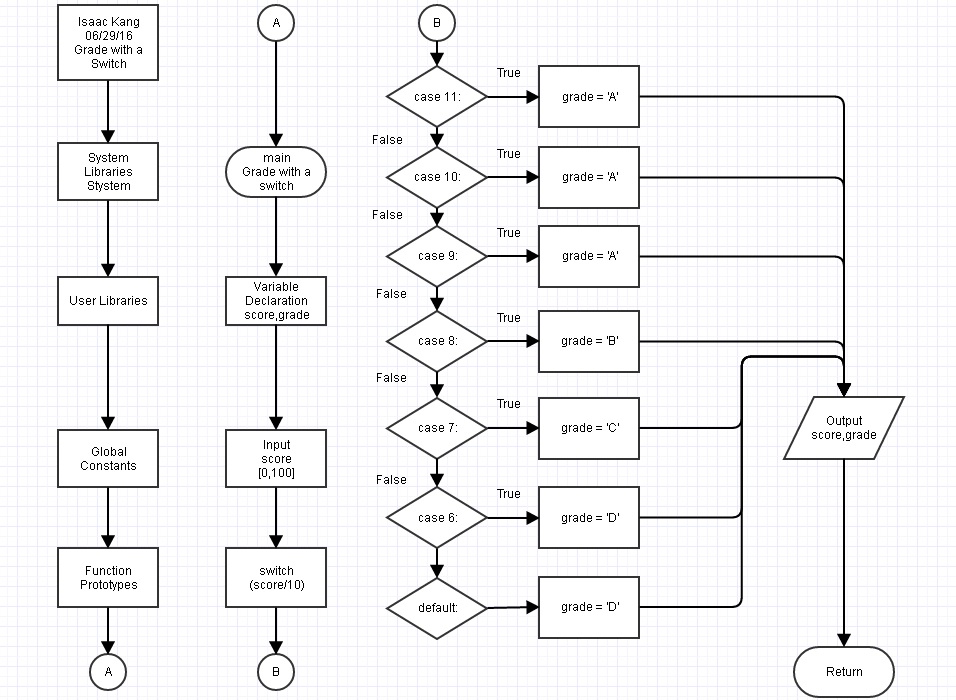 Isaac Kang
06/29/16
Grade with a
Switch
System
Libraries
Stystem
User Libraries
Global
Constants
Function
Prototypes
A
A
main
Grade with a
switch
Variable
Declaration
score,grade
Input
score
[0,100]
switch
(score/10)
B
B
case 11:
True
grade = 'A'
False
case 10:
True
grade = 'A'
False
case 9:
True
grade = 'A'
False
case 8:
True
grade = 'B'
False
case 7:
True
grade = 'C'
False
case 6:
True
grade = 'D'
default:
grade = 'D'
Output
score,grade
Return